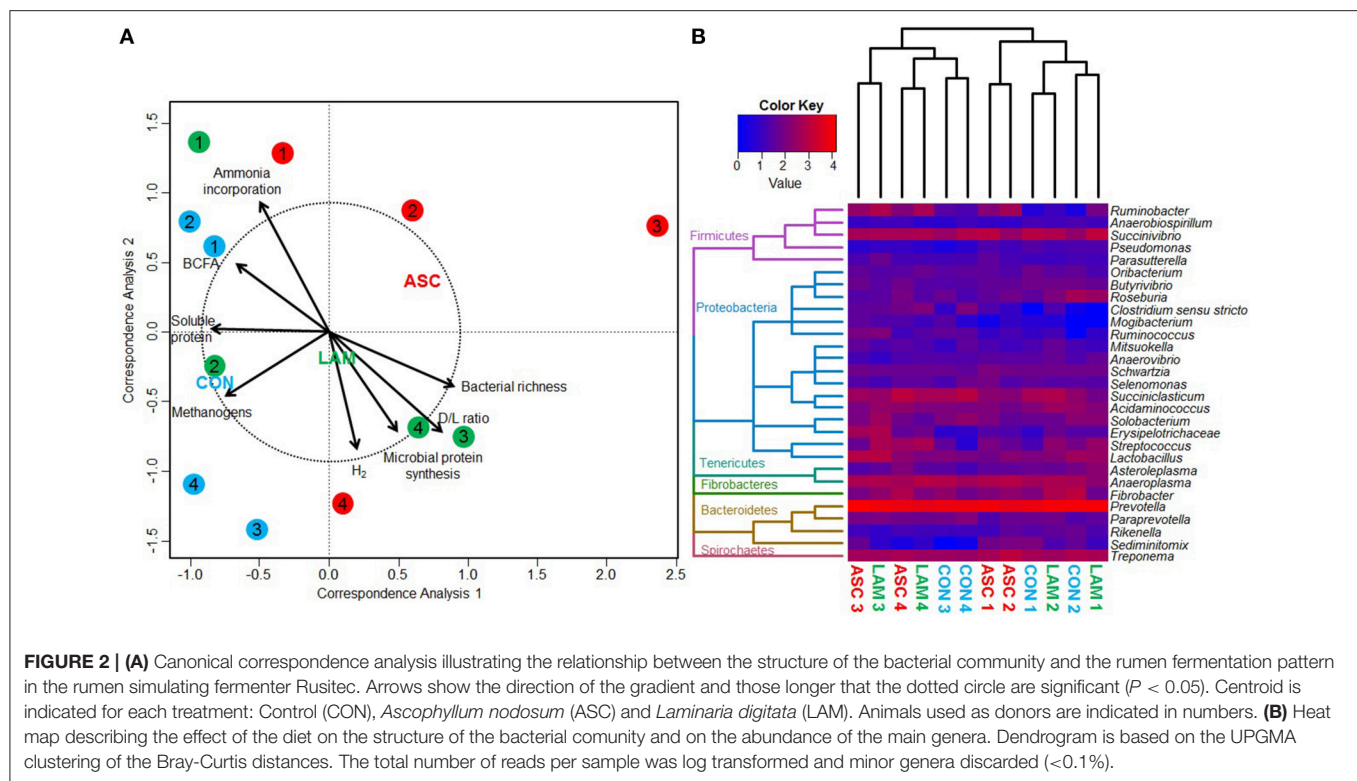 A
Correspondence Analysis 2
1.5
1.0
0.5
0.0
-0.5
-1.0
-1.5
1
1
Ammonia
incorporation
2
2
3
1
BCFA
ASC
Soluble
protein
LAM
2
CON
Bacterial richness
Methanogens
D/L ratio
4
3
Microbial protein
synthesis
H2
4
4
3
-1.0
-0.5
0.0
0.5
1.0
1.5
2.0
2.5
Correspondence Analysis 1
B
Color Key
0 1 2 3 4
Value
Firmicutes
Proteobacteria
Tenericutes
Fibrobacteres
Bacteroidetes
Spirochaetes
Ruminobacter
Anaerobiospirillum
Succinivibrio
Pseudomonas
Parasutterella
Oribacterium
Butyrivibrio
Roseburia
Clostridium sensu stricto
Mogibacterium
Ruminococcus
Mitsuokella
Anaerovibrio
Schwartzia
Selenomonas
Succiniclasticum
Acidaminococcus
Solobacterium
Erysipelotrichaceae
Streptococcus
Lactobacillus
Asteroleplasma
Anaeroplasma
Fibrobacter
Prevotella
Paraprevotella
Rikenella
Sediminitomix
Treponema
ASC 3
LAM 3
ASC 4
LAM 4
CON 3
CON 4
ASC 1
ASC 2
CON 1
LAM 2
CON 2
LAM 1
FIGURE 2 | (A) Canonical correspondence analysis illustrating the relationship between the structure of the bacterial community and the rumen fermentation pattern
in the rumen simulating fermenter Rusitec. Arrows show the direction of the gradient and those longer that the dotted circle are significant (P < 0.05). Centroid is
indicated for each treatment: Control (CON), Ascophyllum nodosum (ASC) and Laminaria digitata (LAM). Animals used as donors are indicated in numbers. (B) Heat
map describing the effect of the diet on the structure of the bacterial comunity and on the abundance of the main genera. Dendrogram is based on the UPGMA
clustering of the Bray-Curtis distances. The total number of reads per sample was log transformed and minor genera discarded (<0.1%).